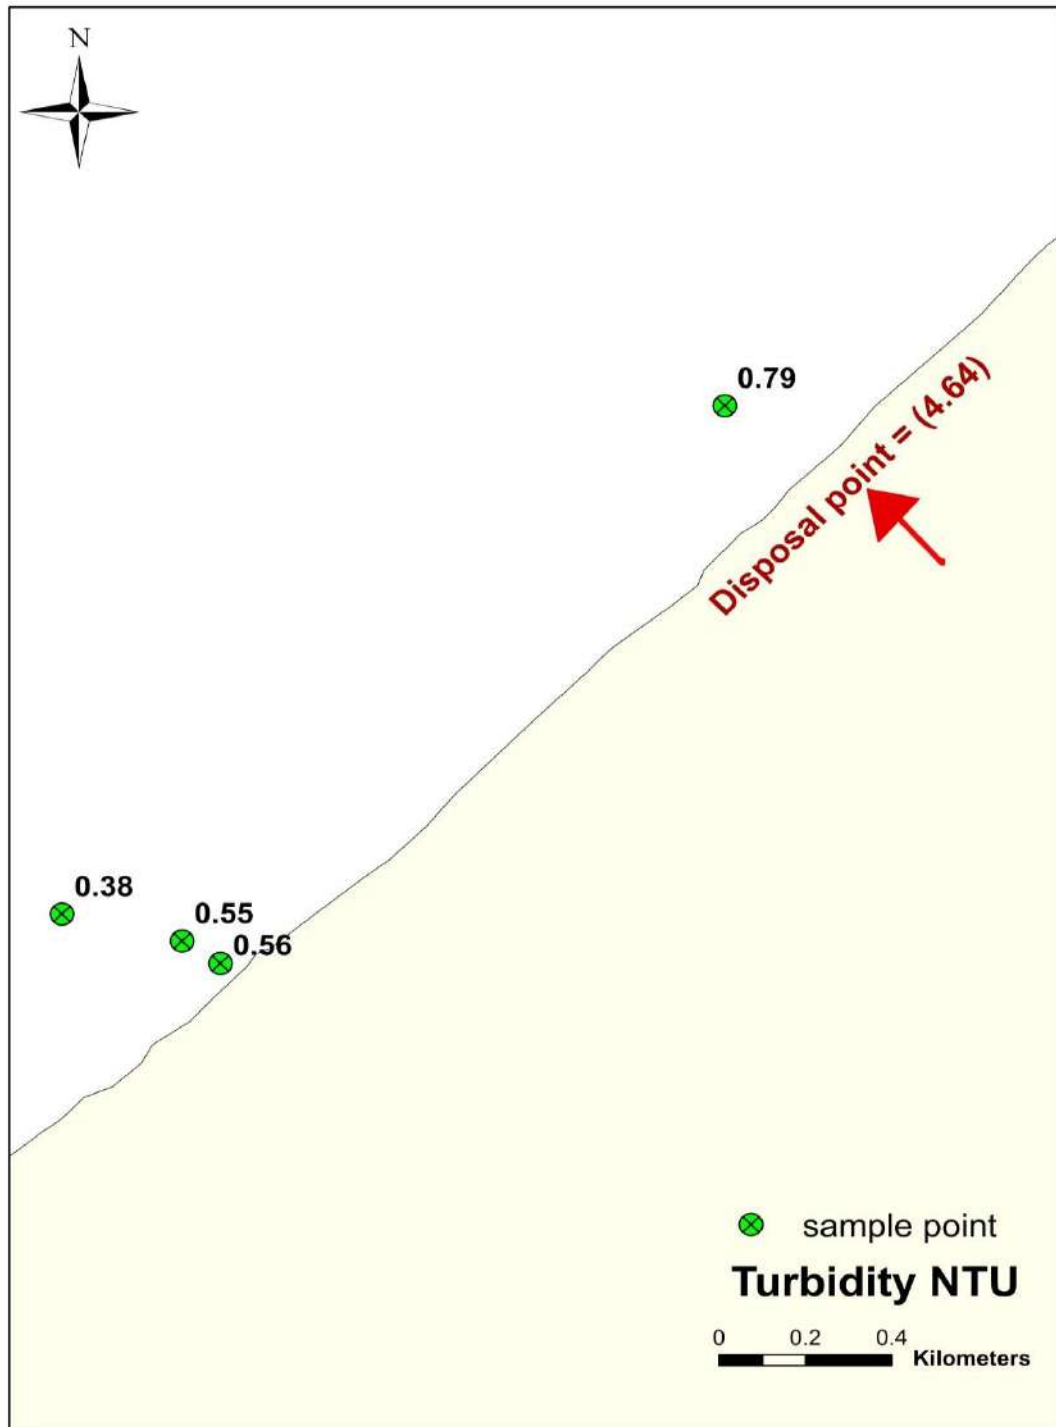 N
0.79
Disposal point = (4.64)
0.38
0.55
0.56
sample point
Turbidity NTU
0 0.2 0.4
Kilometers